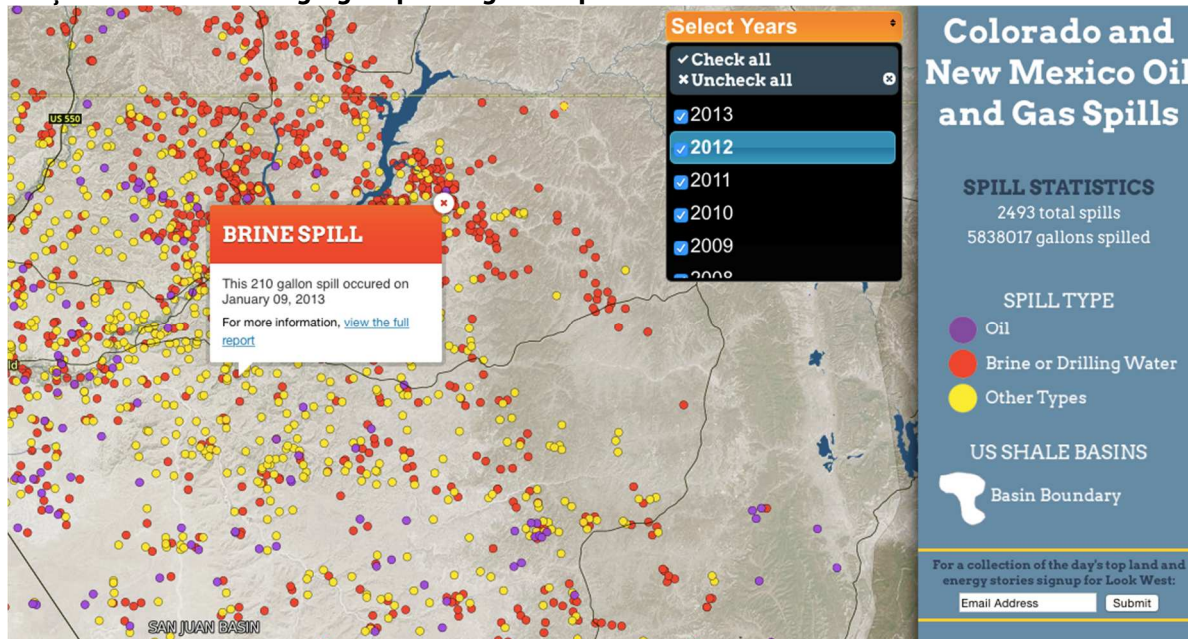 Select Years
Check all
Uncheck all
2013
2012
2011
2010
2009
2008
US 550
BRINE SPILL
This 210 gallon spill occured on
January 09, 2013
For more information, view the full
report
SAN JUAN BASIN
Colorado and
New Mexico Oil
and Gas Spills
SPILL STATISTICS
2493 total spills
5838017 gallons spilled
SPILL TYPE
Oil
Brine or Drilling Water
Other Types
US SHALE BASINS
Basin Boundary
For a collection of the day's top land and
energy stories signup for Look West:
Email Address
Submit